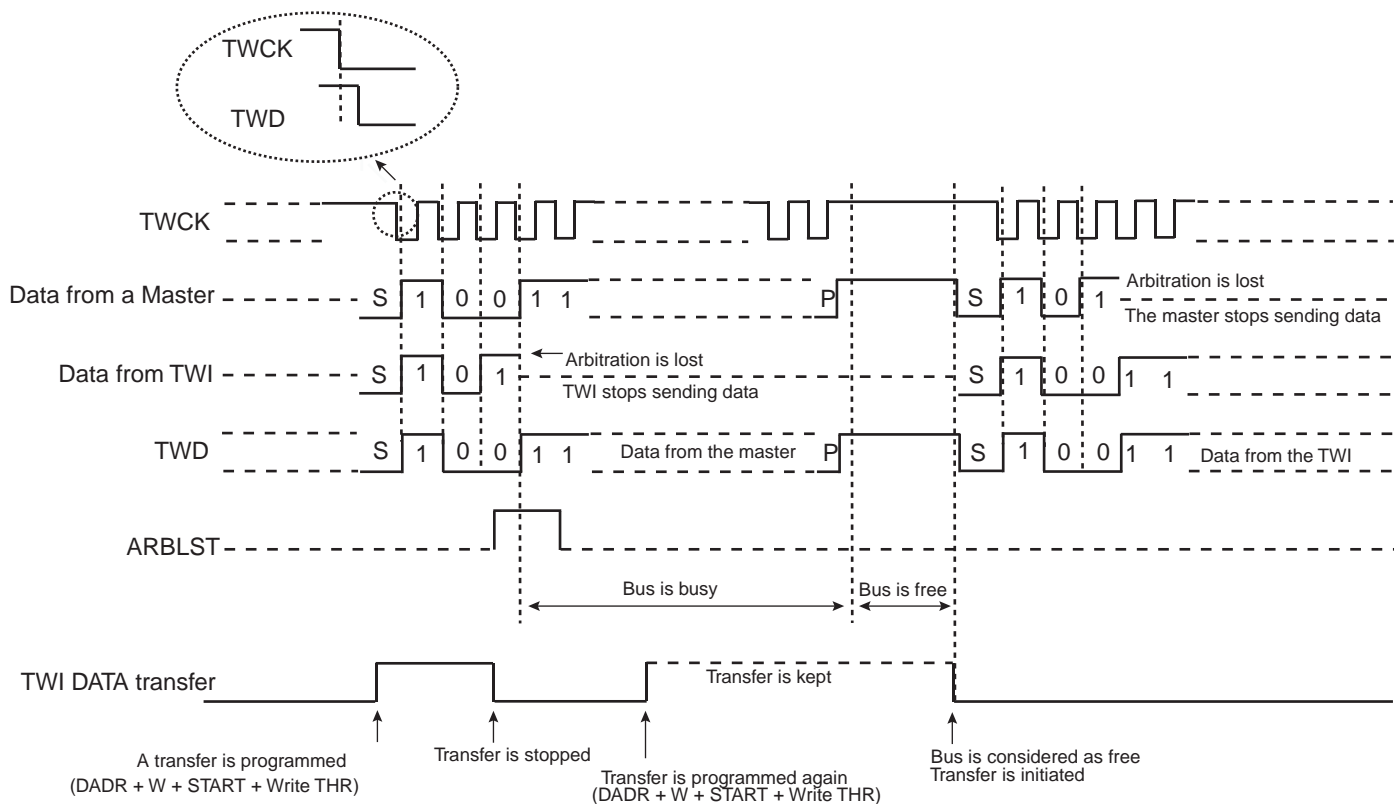 TWCK
TWD
TWCK
Data from a Master S 1 0 0 1 1 P S 1 0 1 Arbitration is lost
The master stops sending data
Data from TWI S 1 0 1 Arbitration is lost S 1 0 0 1 1
TWI stops sending data
TWD S 1 0 0 1 1 Data from the master P S 1 0 0 1 1 Data from the TWI
ARBLST
Bus is busy Bus is free
TWI DATA transfer Transfer is kept
A transfer is programmed
(DADR + W + START + Write THR)
Transfer is stopped
Transfer is programmed again
(DADR + W + START + Write THR)
Bus is considered as free
Transfer is initiated